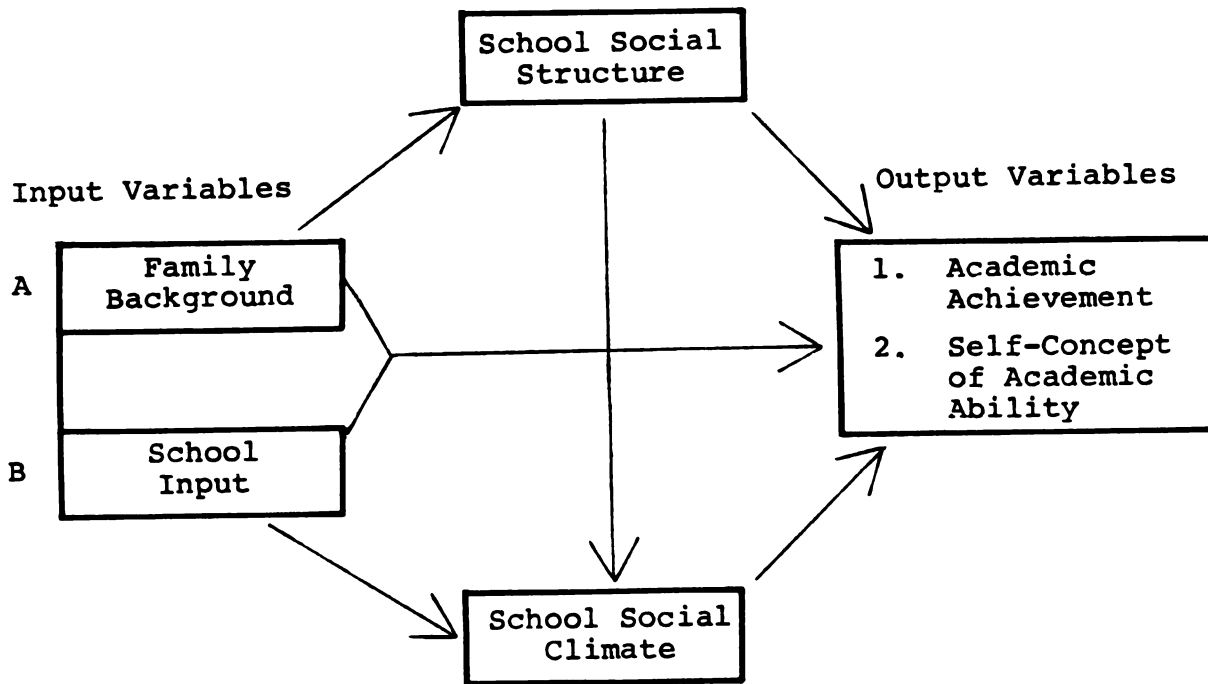 School Social
Structure
Input Variables
Output Variables
A
Family
Background
1. Academic
Achievement
2. Self-Concept
of Academic
Ability
B
School
Input
School Social
Climate